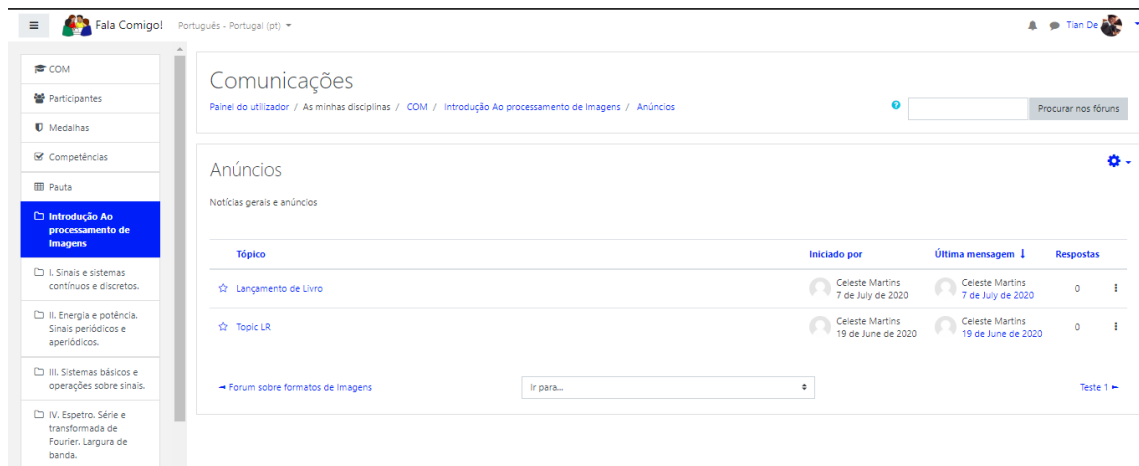 Fala Comigo! Português - Portugal (pt)
Tian De
COM
Participantes
Medalhas
Competências
Pauta
Introdução Ao
processamento de
Imagens
I. Sinais e sistemas
contínuos e discretos.
II. Energia e potência.
Sinais periódicos e
aperiódicos.
III. Sistemas básicos e
operações sobre sinais.
IV. Espetro. Série e
transformada de
Fourier. Largura de
banda.
Comunicações
Painel do utilizador / As minhas disciplinas / COM / Introdução Ao processamento de Imagens / Anúncios
Procurar nos fóruns
Anúncios
Notícias gerais e anúncios
Tópico Iniciado por Última mensagem Respostas
Lançamento de Livro
Celeste Martins
7 de July de 2020
Celeste Martins
7 de July de 2020
0
Topic LR
Celeste Martins
19 de June de 2020
Celeste Martins
19 de June de 2020
0
◄ Forum sobre formatos de Imagens
Ir para...
Teste 1 ►